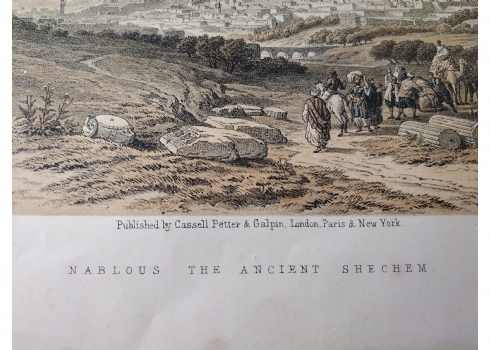 Published by Cassell Petter & Galpin, London, Paris & New York.
NABLOUS THE ANCIENT SHECHEM.